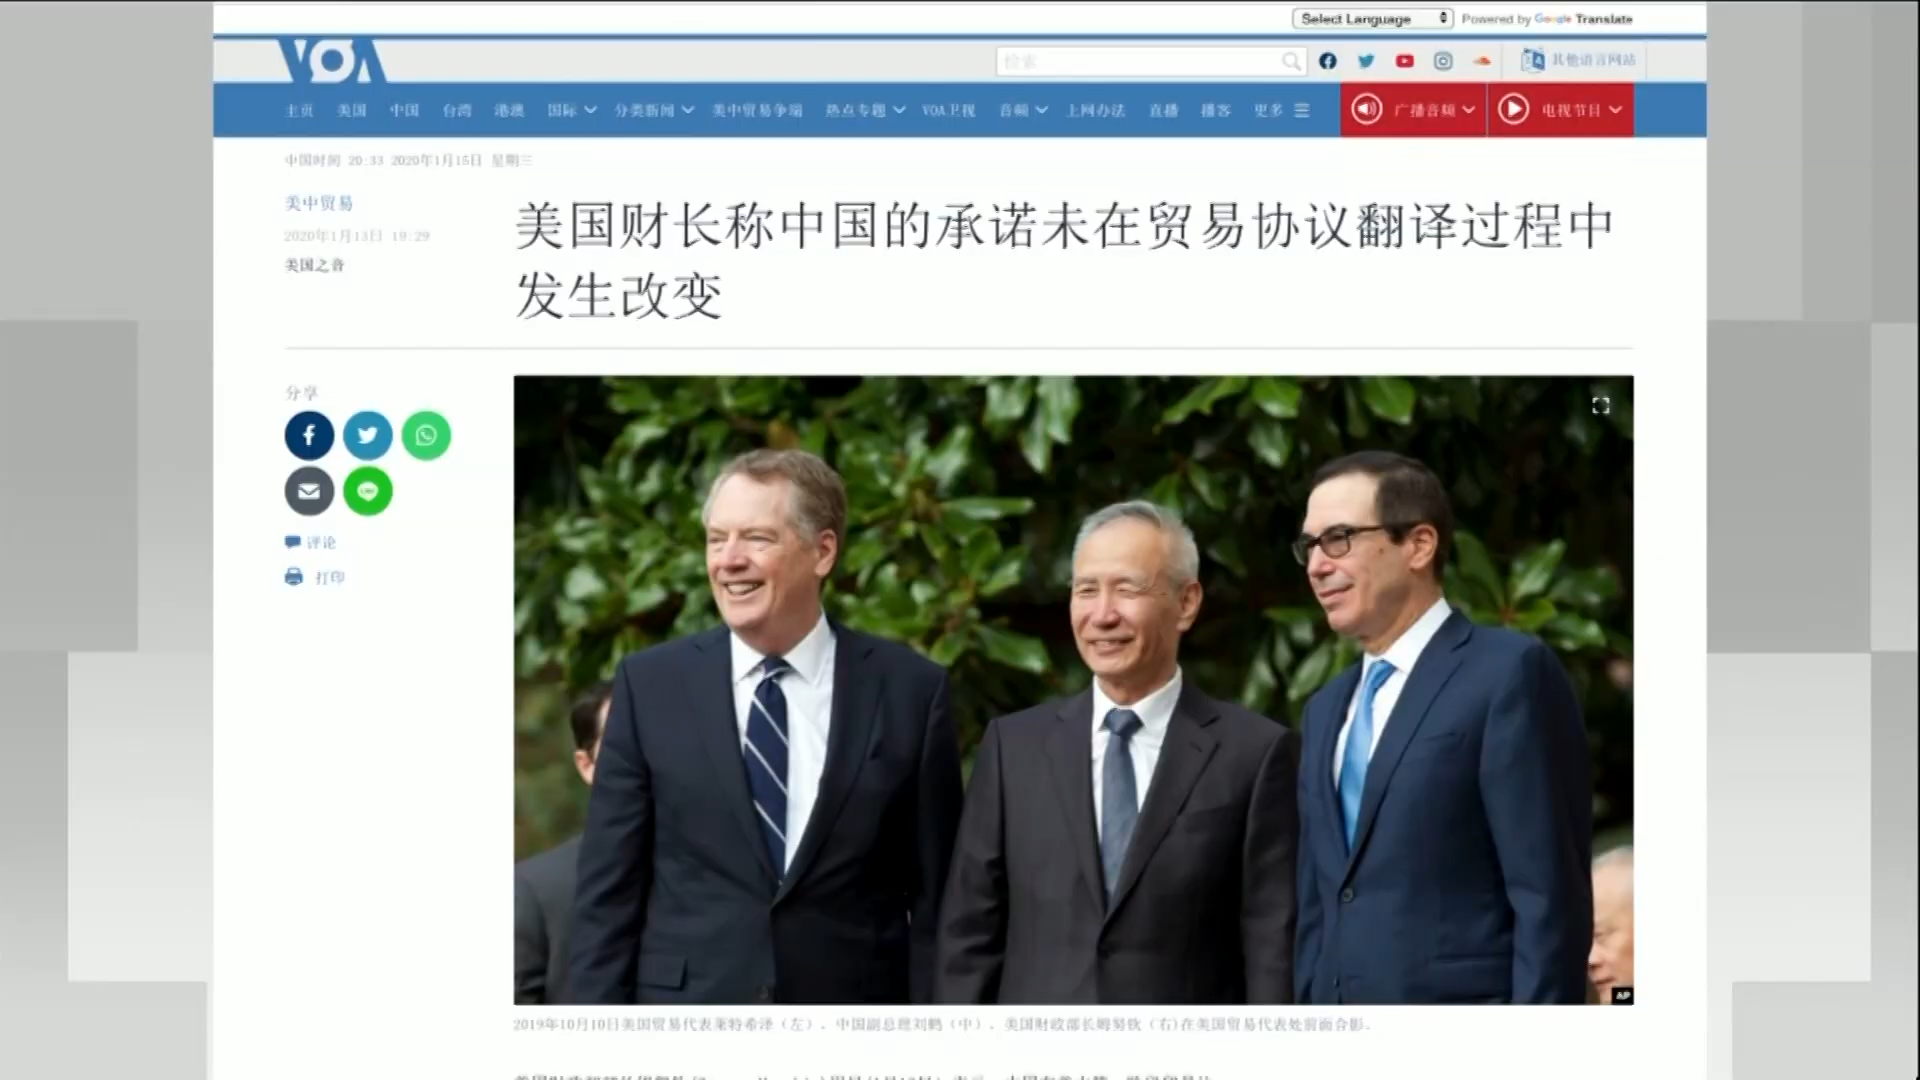 Select Language
Powered by Google Translate
VOA
检索
其他语言网站
主页 美国 中国 台湾 港澳 国际 分类新闻 美中贸易争端 热点专题 VOA卫视 音频 上网办法 直播 播客 更多
广播音频
电视节目
中国时间 20:33 2020年1月15日 星期三
美中贸易
2020年1月13日 19:29
美国之音
美国财长称中国的承诺未在贸易协议翻译过程中
发生改变
分享
评论
打印
AP
2019年10月10日美国贸易代表莱特希泽（左）、中国副总理刘鹤（中）、美国财政部长姆努钦（右)在美国贸易代表处前面合影。